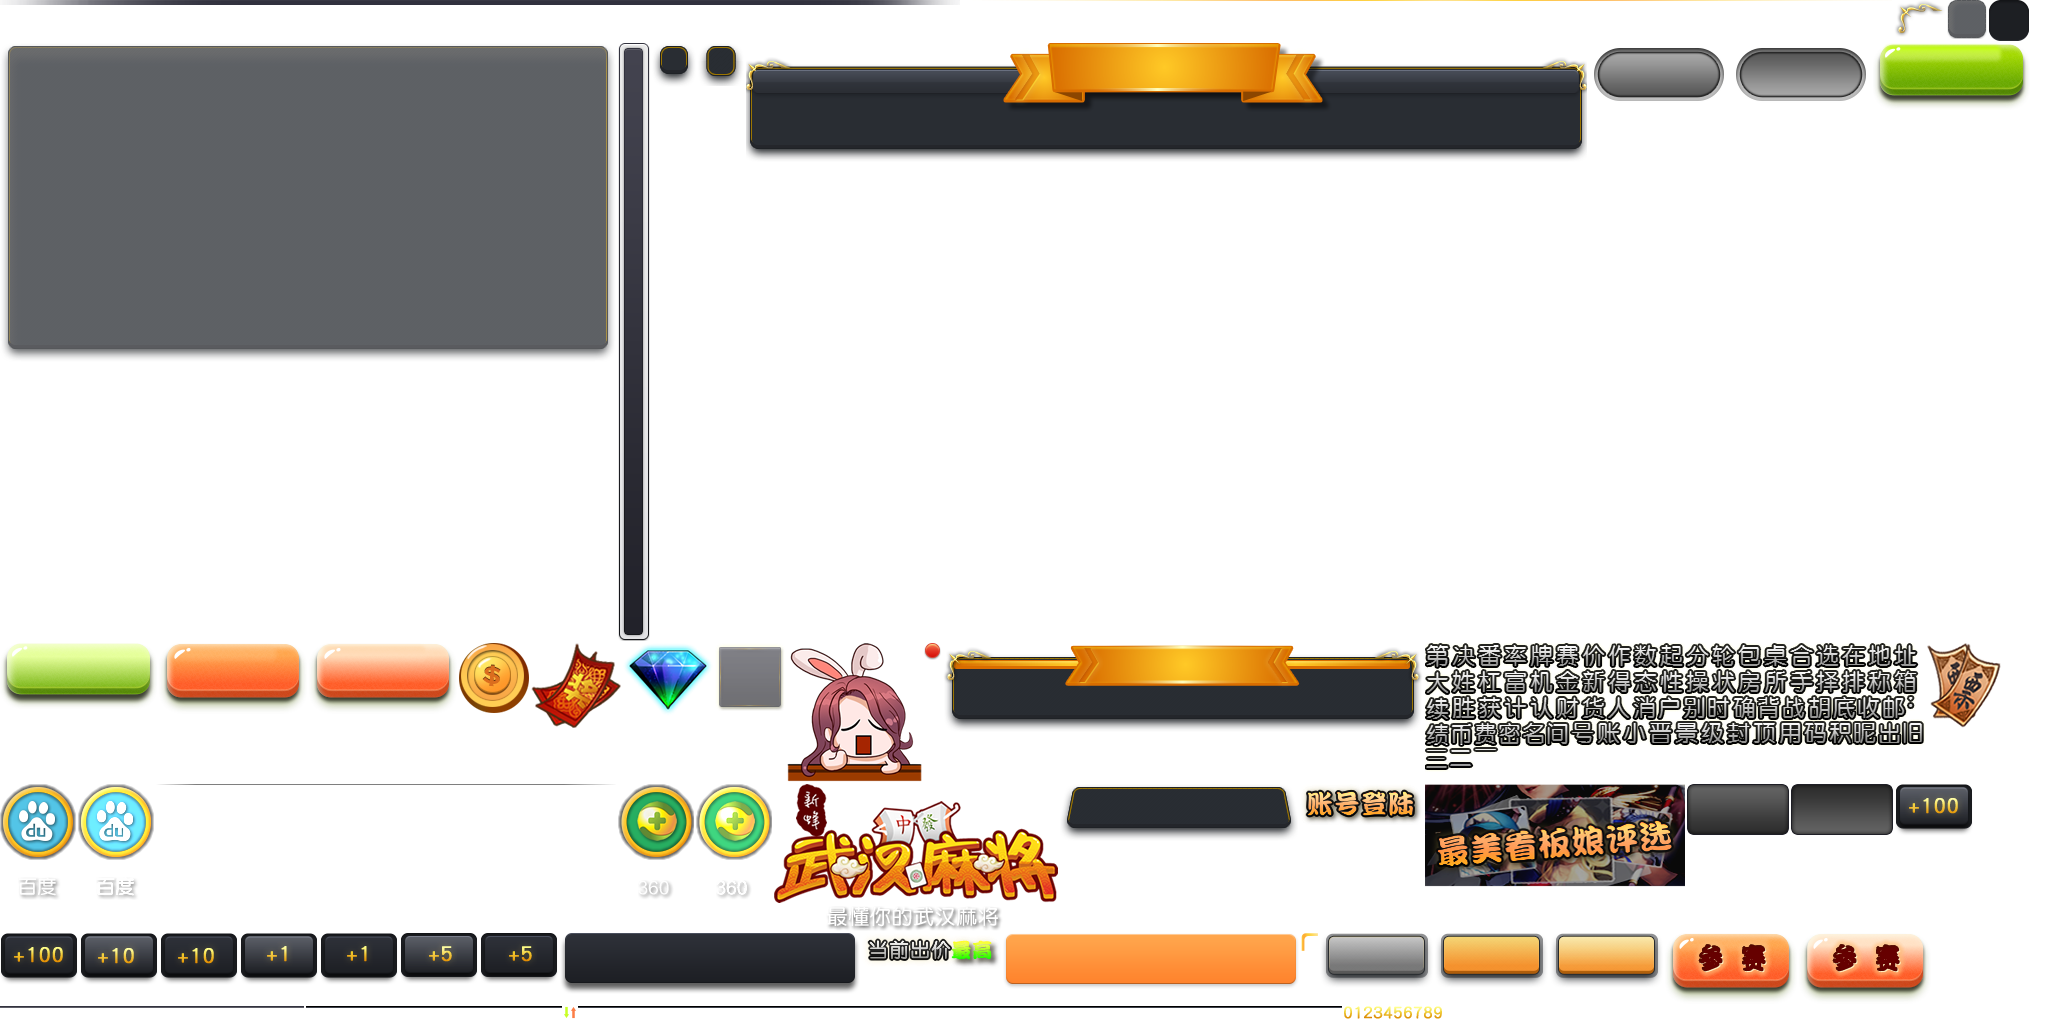 第决番率牌赛价作数起分轮包桌合选在地址
大姓杠富机金新得态性操状房所手择排称箱
续胜获计认财货人消户别时确背战胡底收邮:
绩币费密名间号账小晋景级封顶用码积昵出旧
三二一
百度
百度
360
360
新
蜂
中
發
武汉麻将
最懂你的武汉麻将
账号登陆
最美看板娘评选
+100
+100
+10
+10
+1
+1
+5
+5
当前出价最高
参 赛
参 赛
0123456789